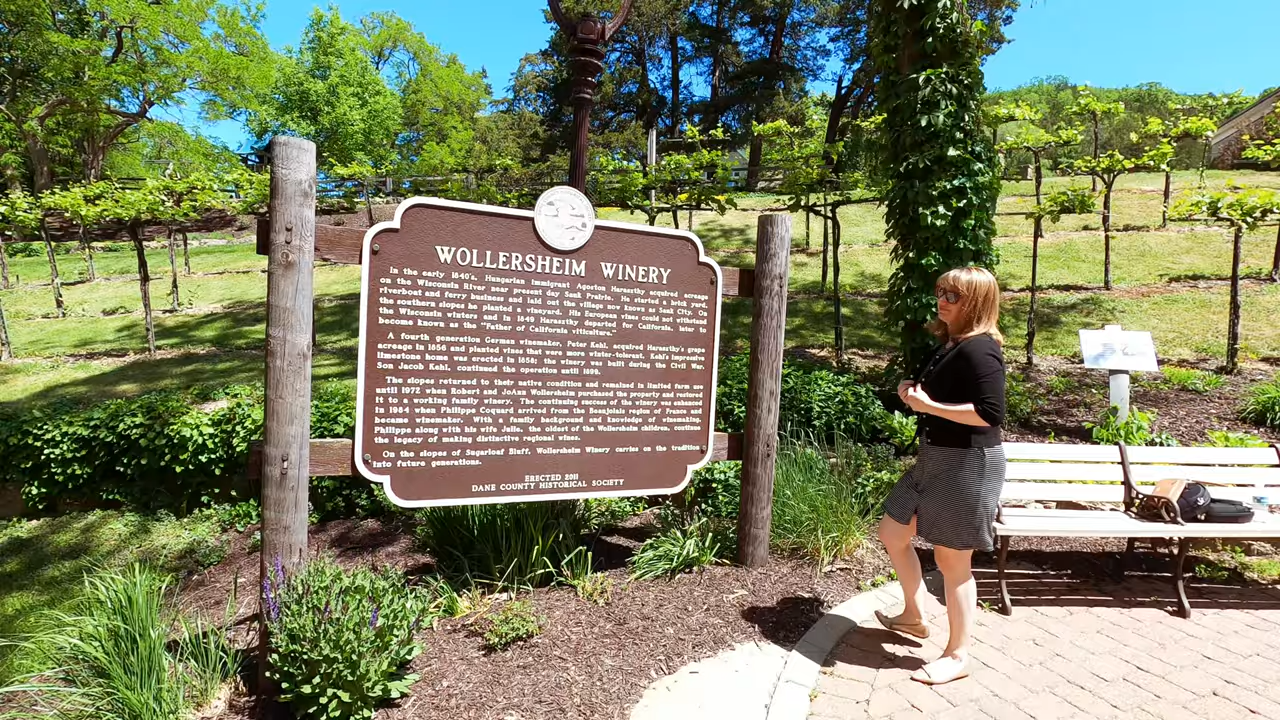 WOLLERSHEIM WINERY
In the early 1840's, Hungarian immigrant Agoston Haraszthy acquired acreage
on the Wisconsin River near present day Sauk Prairie. He started a brick yard,
riverboat and ferry business and laid out the village now known as Sauk City. On
the southern slopes he planted a vineyard. His European vines could not withstand
the Wisconsin winters and in 1849 Haraszthy departed for California, later to
become known as the "Father of California viticulture."
A fourth generation German winemaker, Peter Kehl, acquired Haraszthy's grape
acreage in 1856 and planted vines that were more winter-tolerant. Kehl's impressive
limestone home was erected in 1858; the winery was built during the Civil War.
Son Jacob Kehl, continued the operation until 1899.
The slopes returned to their native condition and remained in limited farm use
until 1972 when Robert and JoAnn Wollersheim purchased the property and restored
it to a working family winery. The continuing success of the winery was enhanced
in 1984 when Philippe Coquard arrived from the Beaujolais region of France and
became winemaker. With a family background and knowledge of winemaking,
Philippe along with his wife Julie, the oldest of the Wollersheim children, continue
the legacy of making distinctive regional wines.
On the slopes of Sugarloaf Bluff, Wollersheim Winery carries on the tradition
into future generations.
ERECTED 2011
DANE COUNTY HISTORICAL SOCIETY